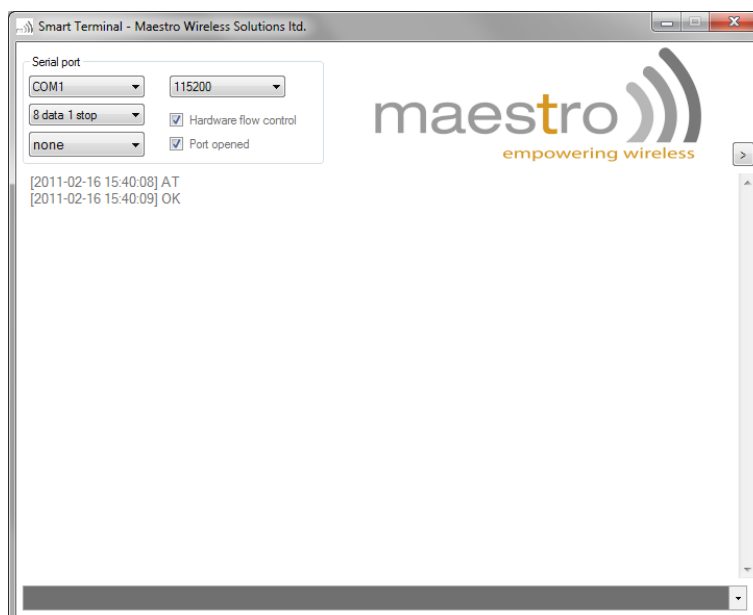 Smart Terminal - Maestro Wireless Solutions ltd.
Serial port
COM1
115200
8 data 1 stop
Hardware flow control
none
Port opened
maestro
empowering wireless
>
[2011-02-16 15:40:08] AT
[2011-02-16 15:40:09] OK